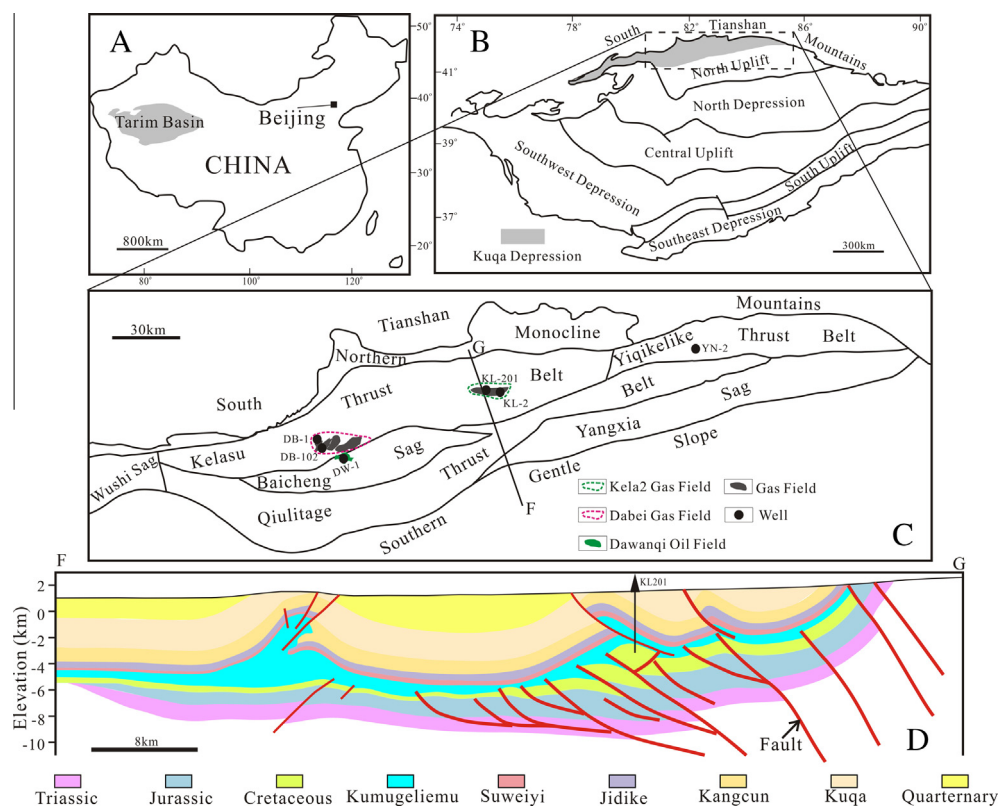 A
Tarim Basin
Beijing
CHINA
800km
80°
100°
120°
50°
40°
30°
20°
B
74°
78°
82°
86°
90°
41°
39°
37°
South
Tianshan
Mountains
North Uplift
North Depression
Central Uplift
Southwest Depression
South Uplift
Southeast Depression
Kuqa Depression
300km
30km
Tianshan
Monocline
Mountains
Northern
G
Yiqikelike
Thrust
Belt
YN-2
KL-201
Belt
Thrust
KL-2
Belt
Sag
South
Yangxia
Slope
DB-1
Sag
Kelasu
DB-102
DW-1
Thrust
Gentle
Wushi Sag
Baicheng
Qiulitage
Southern
F
Kela2 Gas Field
Gas Field
Dabei Gas Field
Well
Dawanqi Oil Field
C
F
G
Elevation (km)
2
0
-2
-4
-6
-8
-10
KL201
8km
Fault
D
Triassic
Jurassic
Cretaceous
Kumugeliemu
Suweiyi
Jidike
Kangcun
Kuqa
Quarternary